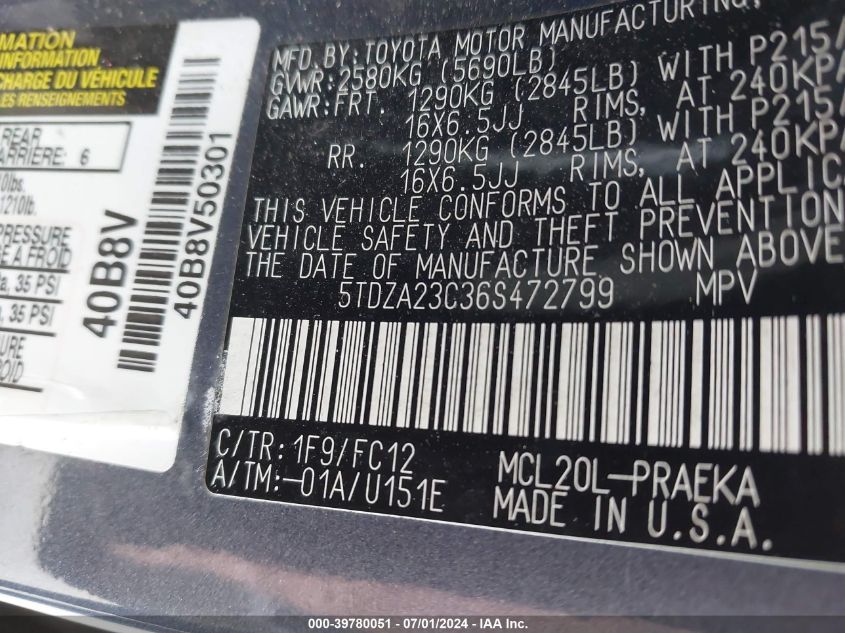 MATION
INFORMATION
CHARGE DU VÉHICULE
LES RENSEIGNEMENTS
REAR
ARRIÈRE: 6
1210lb.
PRESSURE
35 PSI
35 PSI
40B8V
40B8V50301
MFD.BY: TOYOTA MOTOR MANUFACTURING,
GVWR: 2580KG (5690LB)
GAWR: FRT. 1290KG (2845LB) WITH P215/
16X6.5JJ RIMS, AT 240KPA
RR. 1290KG (2845LB) WITH P215/
16X6.5JJ RIMS, AT 240KPA
THIS VEHICLE CONFORMS TO ALL APPLIC
VEHICLE SAFETY AND THEFT PREVENTION
THE DATE OF MANUFACTURE SHOWN ABOVE
5TDZA23C36S472799 MPV
C/TR: 1F9/FC12
A/TM:-01A/U151E
MCL20L-PRAEKA
MADE IN U.S.A.
000-39780051 - 07/01/2024 - IAA Inc.